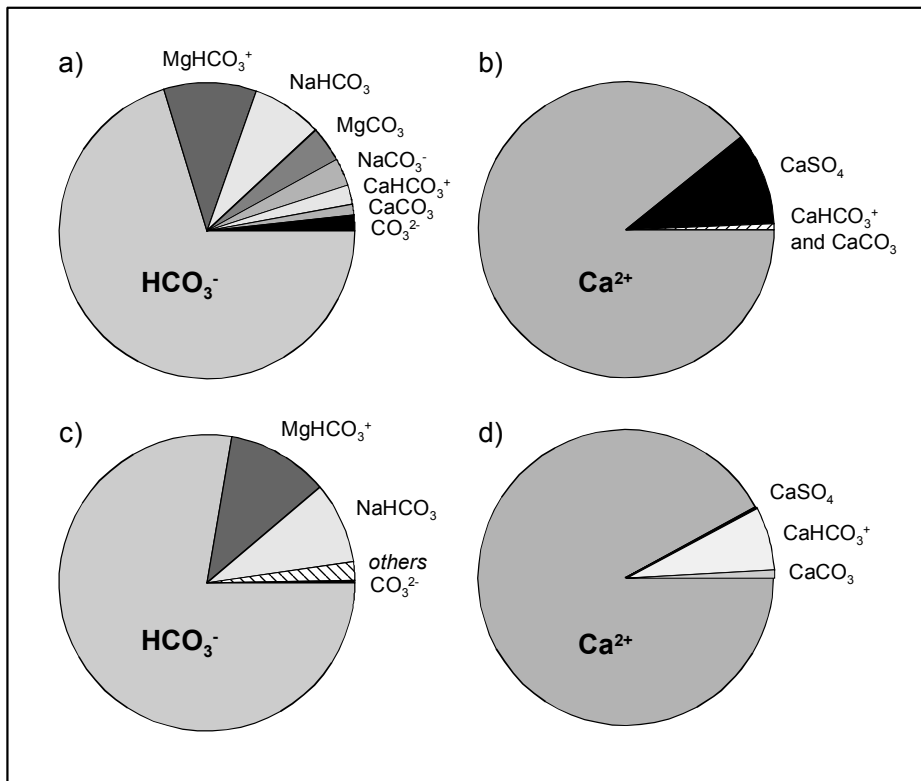 a)
MgHCO₃⁺
NaHCO₃
MgCO₃
NaCO₃⁻
CaHCO₃⁺
CaCO₃
CO₃²⁻
HCO₃⁻
b)
CaSO₄
CaHCO₃⁺
and CaCO₃
Ca²⁺
c)
MgHCO₃⁺
NaHCO₃
others
CO₃²⁻
HCO₃⁻
d)
CaSO₄
CaHCO₃⁺
CaCO₃
Ca²⁺